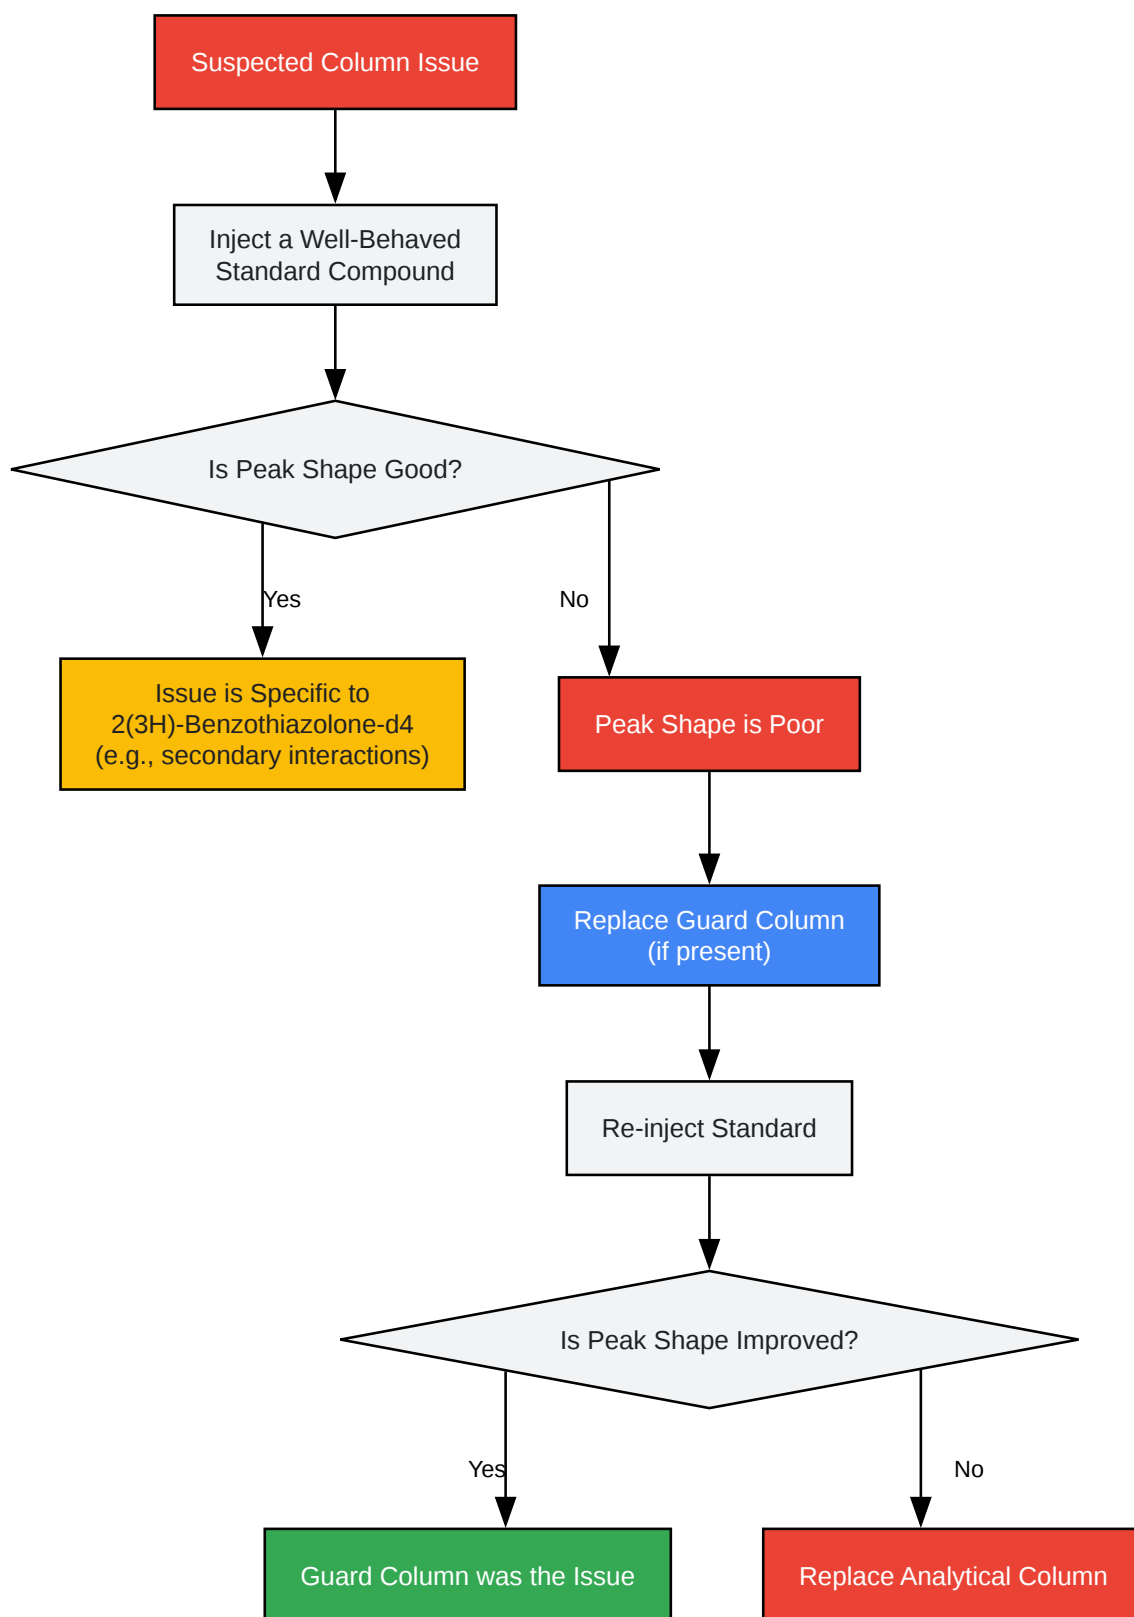 Suspected Column Issue
Inject a Well-Behaved
Standard Compound
Is Peak Shape Good?
Yes
No
Issue is Specific to
2(3H)-Benzothiazolone-d4
(e.g., secondary interactions)
Peak Shape is Poor
Replace Guard Column
(if present)
Re-inject Standard
Is Peak Shape Improved?
Yes
No
Guard Column was the Issue
Replace Analytical Column